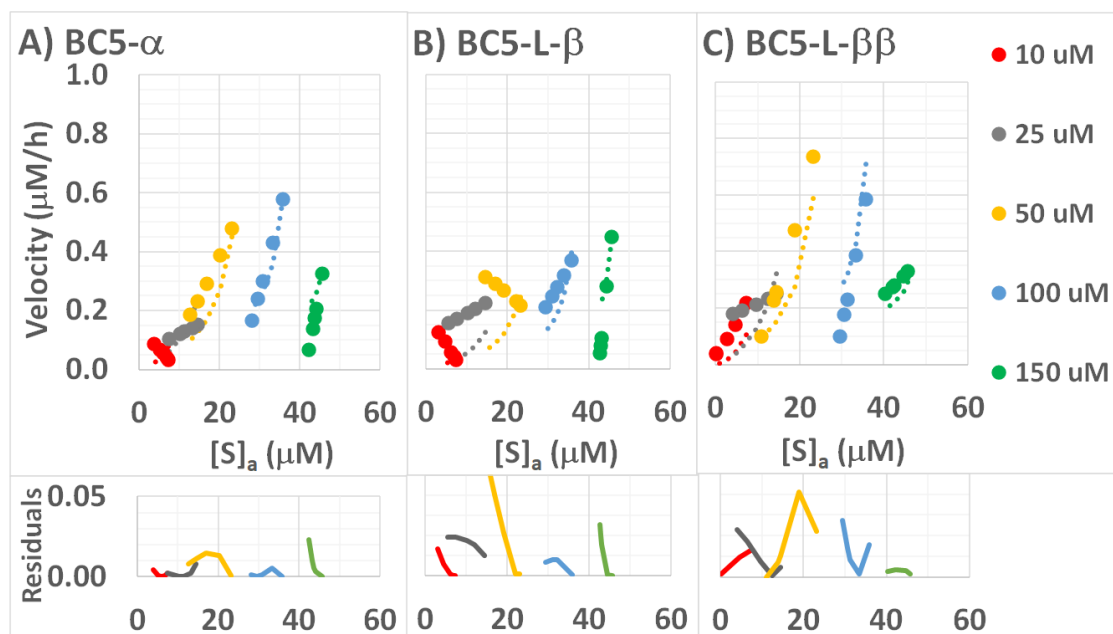 A) BC5-α
B) BC5-L-β
C) BC5-L-ββ
10 uM
25 uM
50 uM
100 uM
150 uM
Velocity (μM/h)
1.0
0.8
0.6
0.4
0.2
0.0
0 20 40 60
0 20 40 60
0 20 40 60
[S]a (μM)
[S]a (μM)
[S]a (μM)
Residuals
0.05
0.00
0 20 40 60
0 20 40 60
0 20 40 60